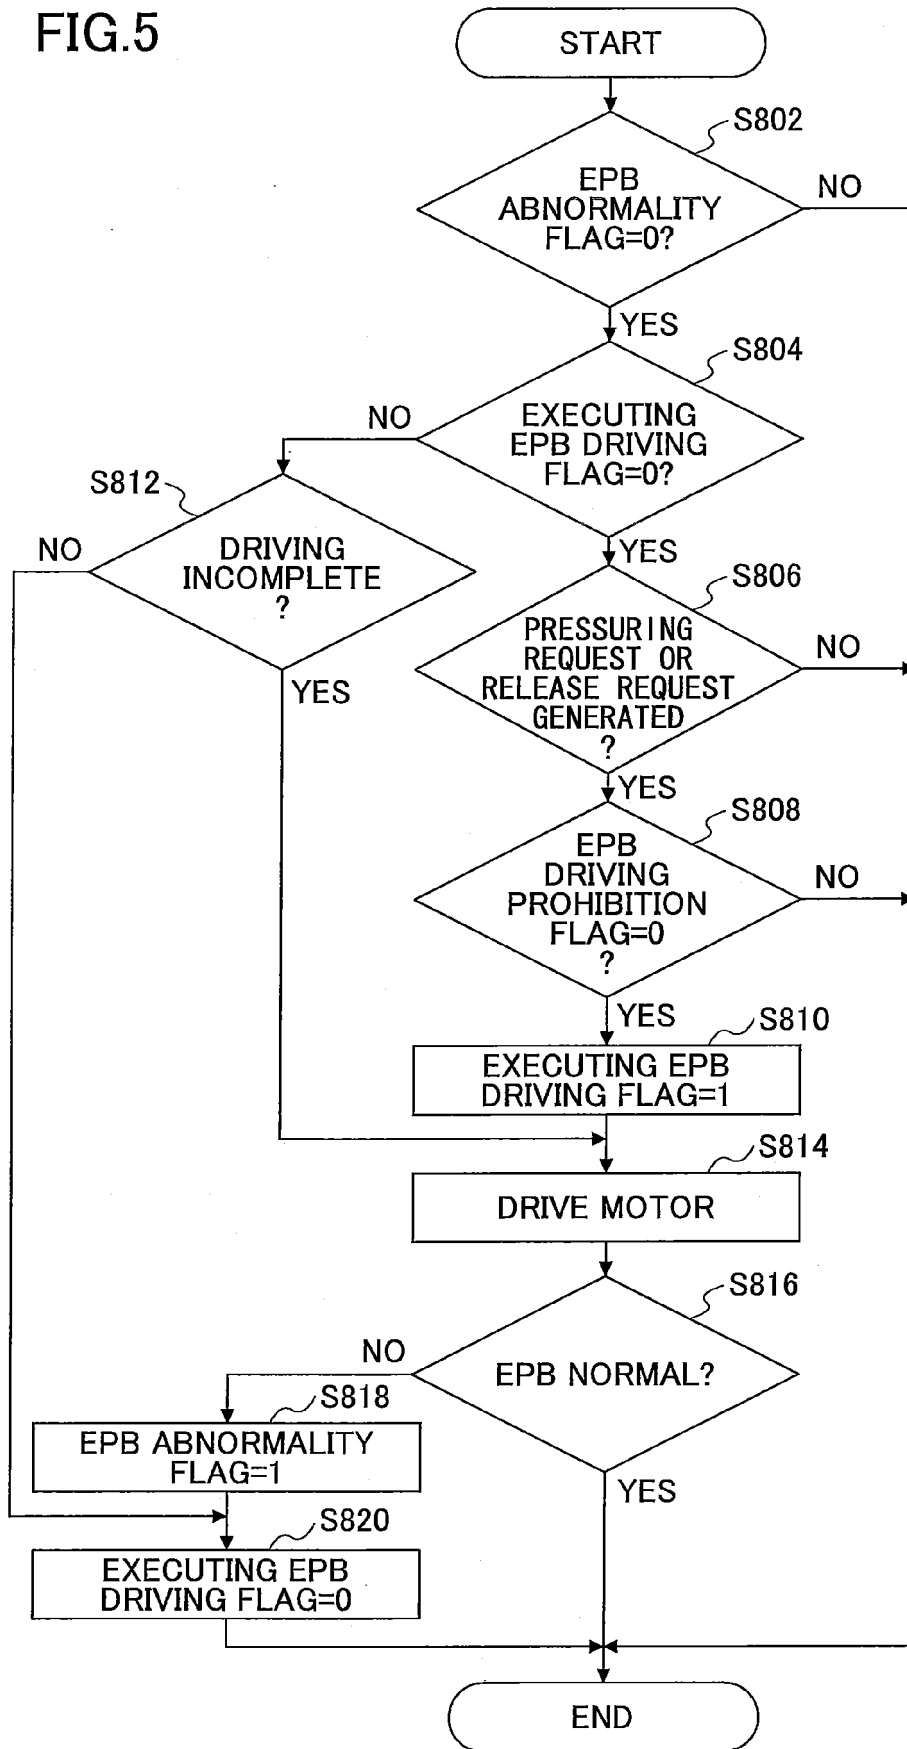 FIG.5
START
S802
EPB
ABNORMALITY
FLAG=0?
NO
YES
S804
EXECUTING
EPB DRIVING
FLAG=0?
NO
YES
S812
DRIVING
INCOMPLETE
?
NO
YES
S806
PRESSURING
REQUEST OR
RELEASE REQUEST
GENERATED
?
NO
YES
S808
EPB
DRIVING
PROHIBITION
FLAG=0
?
NO
YES
S810
EXECUTING EPB
DRIVING FLAG=1
S814
DRIVE MOTOR
S816
EPB NORMAL?
NO
YES
S818
EPB ABNORMALITY
FLAG=1
S820
EXECUTING EPB
DRIVING FLAG=0
END